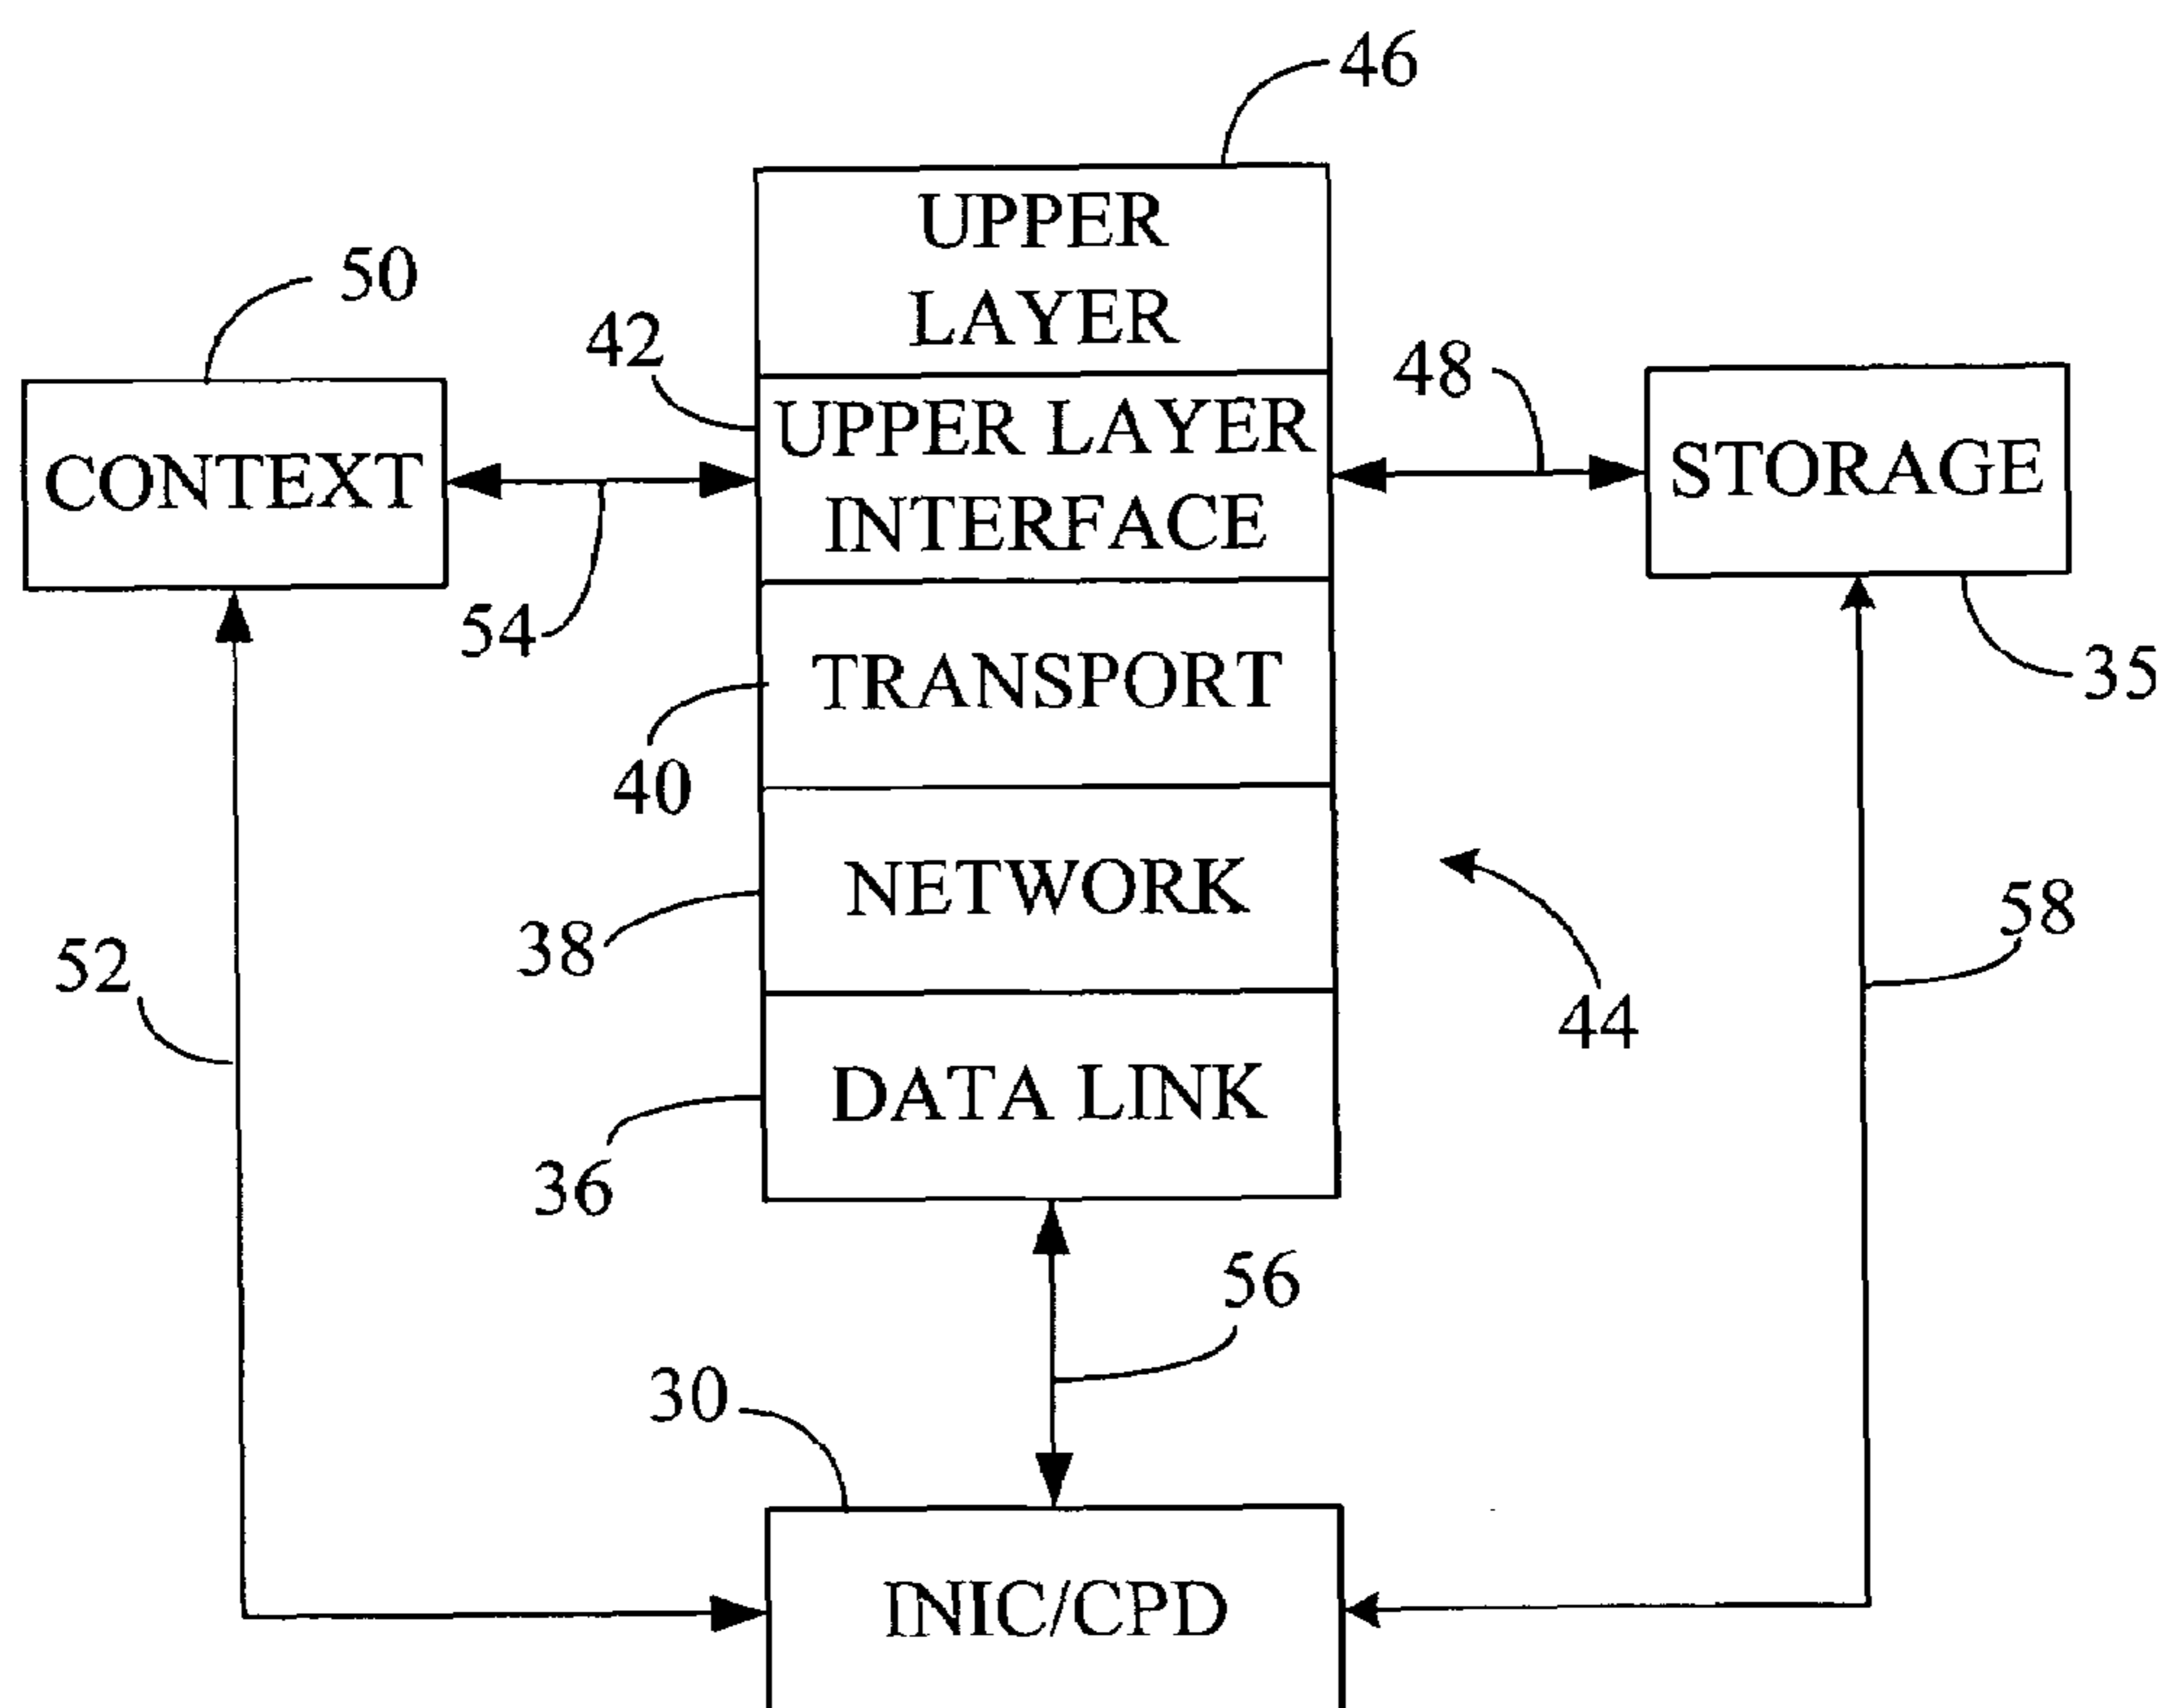 46
UPPER
LAYER
50
42
48
UPPER LAYER
INTERFACE
CONTEXT
STORAGE
54
TRANSPORT
35
40
NETWORK
38
58
52
44
DATA LINK
36
56
30
INIC/CPD